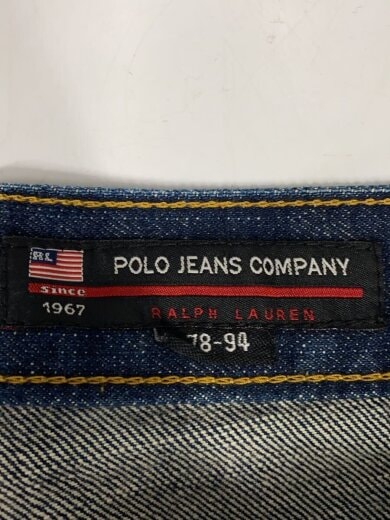 RL
POLO JEANS COMPANY
Since
1967
RALPH LAUREN
78-94